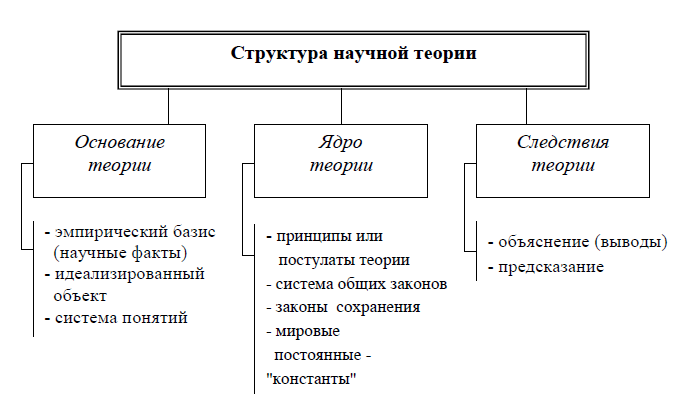 Структура научной теории
Основание
теории
- эмпирический базис
(научные факты)
- идеализированный
объект
- система понятий
Ядро
теории
- принципы или
постулаты теории
- система общих законов
- законы сохранения
- мировые
постоянные -
"константы"
Следствия
теории
- объяснение (выводы)
- предсказание